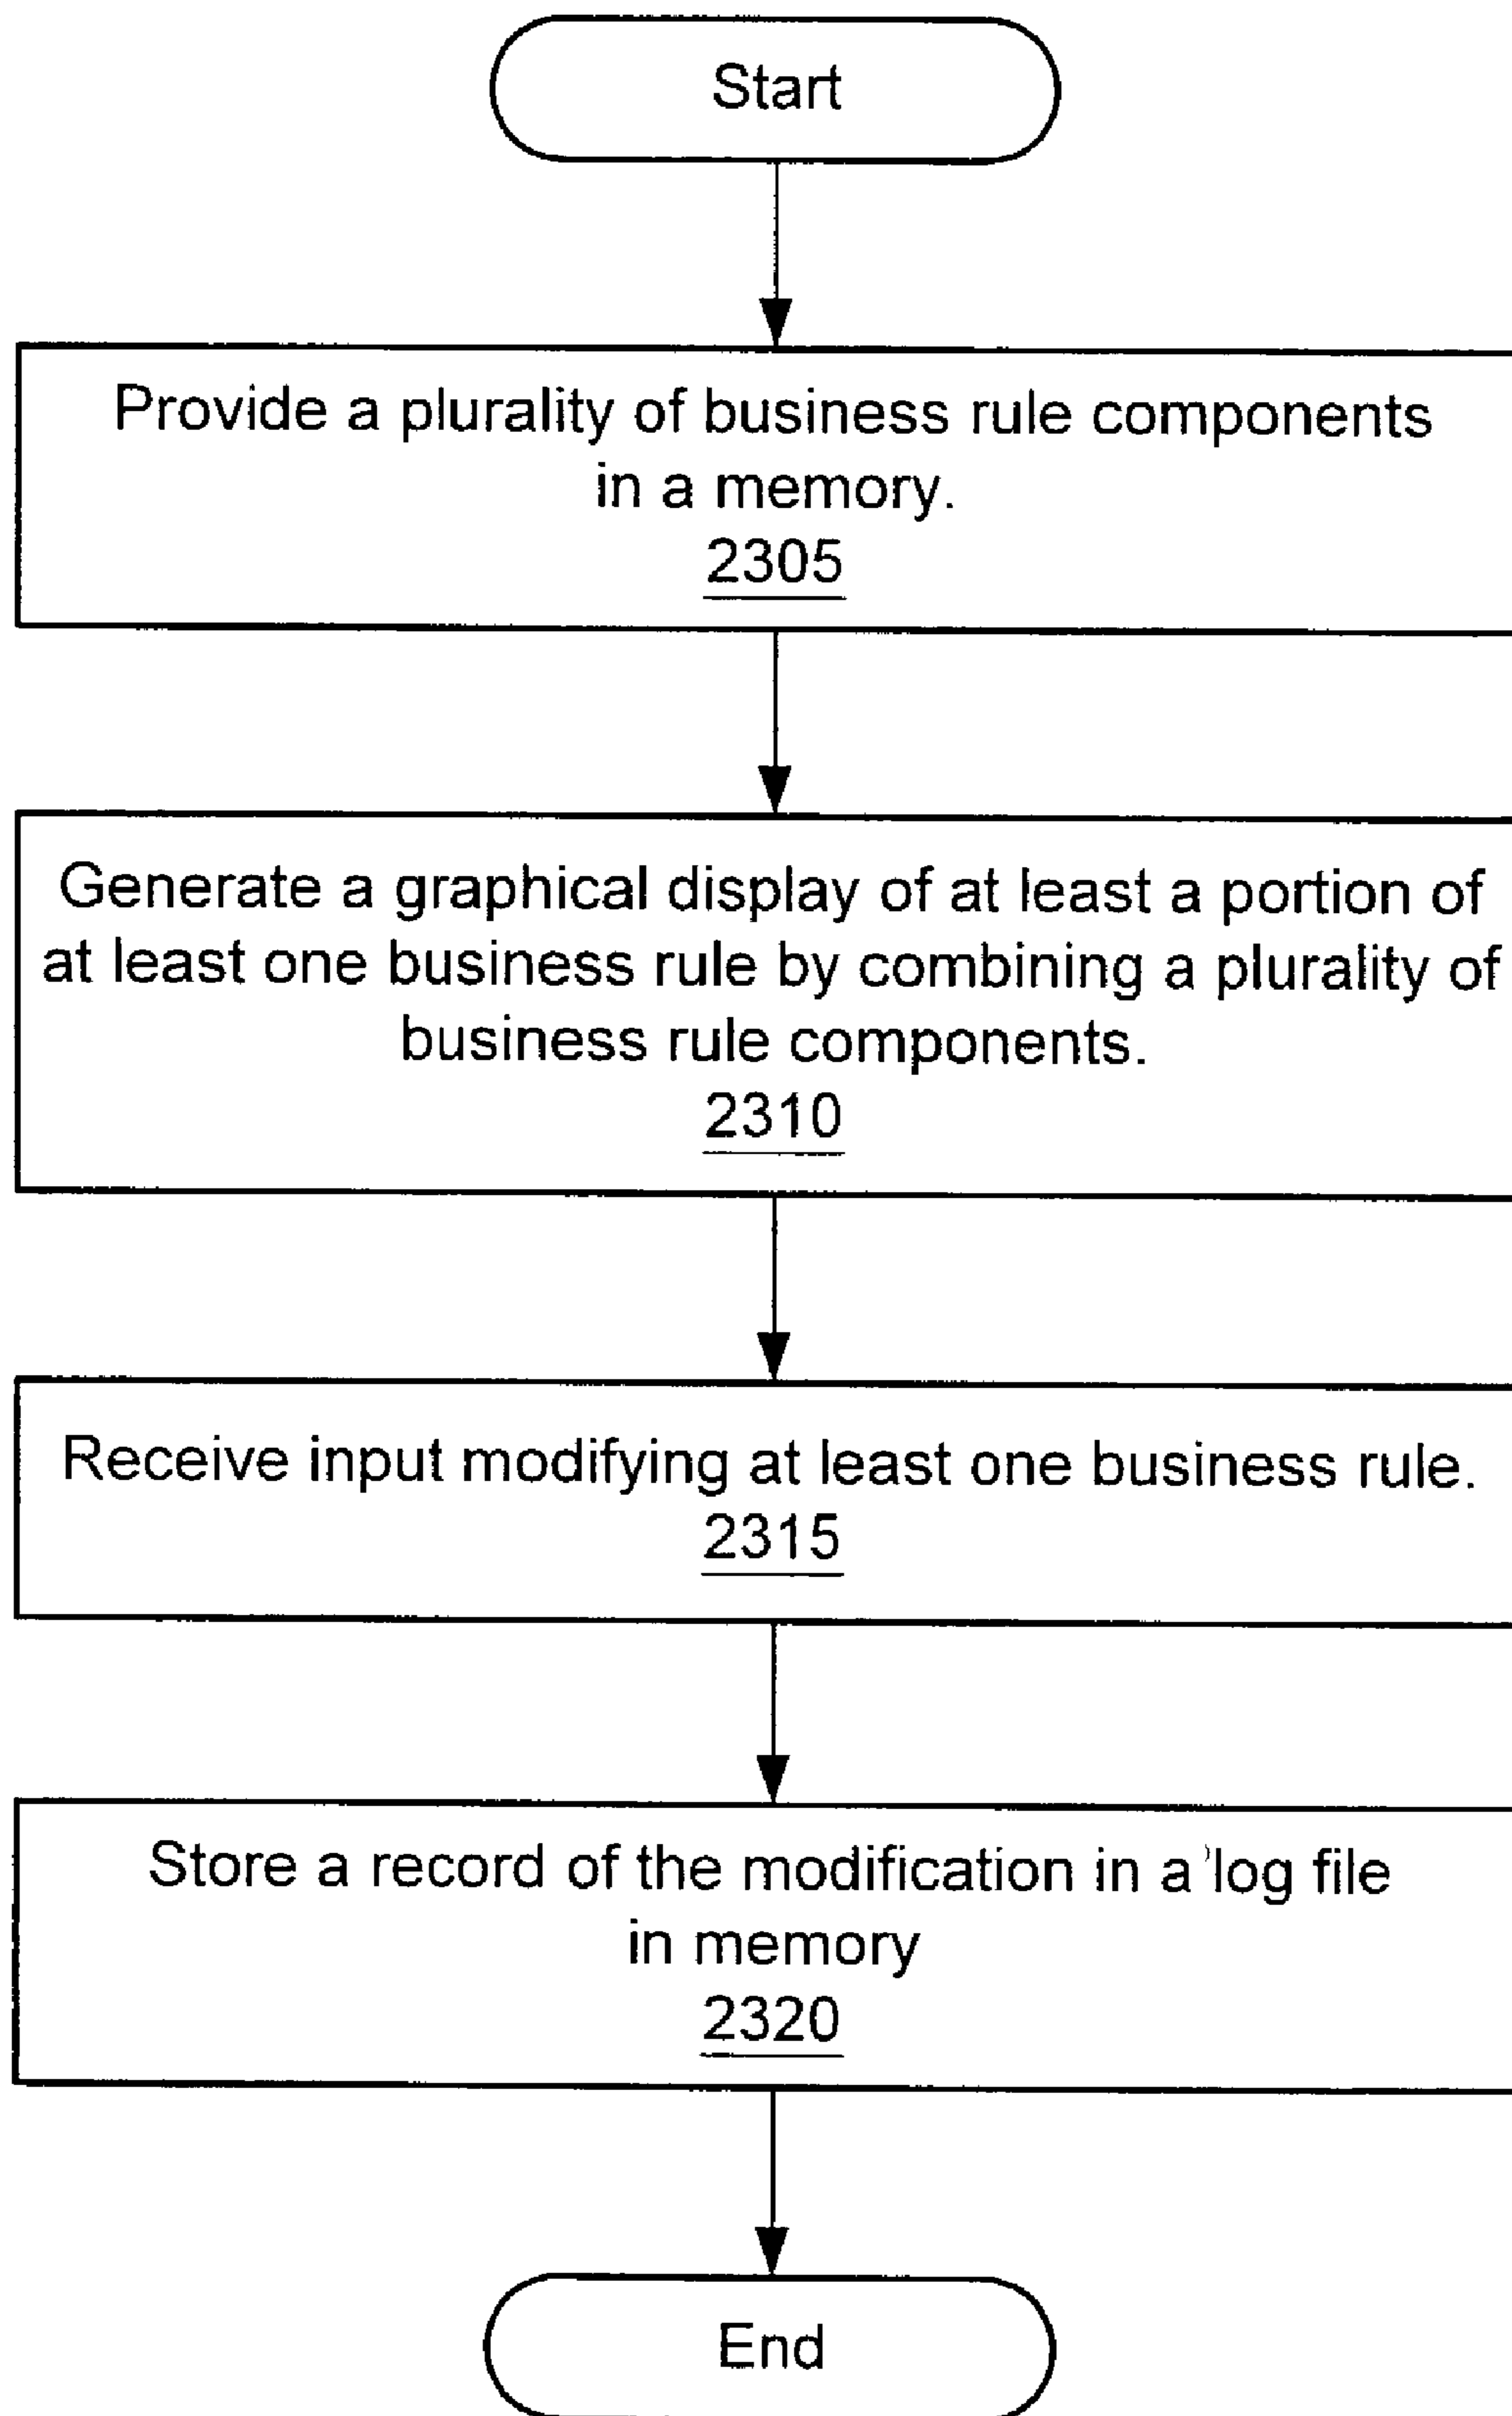 Start
Provide a plurality of business rule components
in a memory.
2305
Generate a graphical display of at least a portion of
at least one business rule by combining a plurality of
business rule components.
2310
Receive input modifying at least one business rule.
2315
Store a record of the modification in a log file
in memory
2320
End